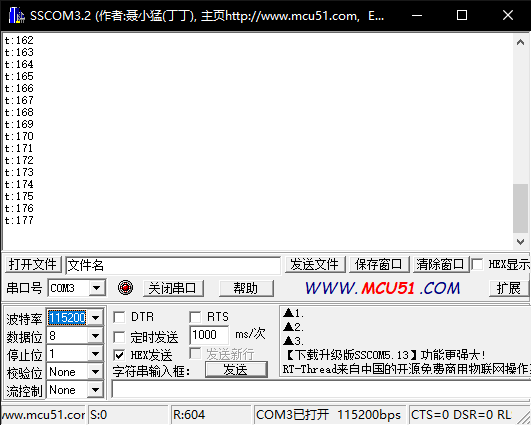 SSCOM3.2 (作者:聂小猛(丁丁), 主页http://www.mcu51.com, E...
t:162
t:163
t:164
t:165
t:166
t:167
t:168
t:169
t:170
t:171
t:172
t:173
t:174
t:175
t:176
t:177
打开文件 文件名 发送文件 保存窗口 清除窗口 HEX显示
串口号 COM3 关闭串口 帮助 WWW.MCU51.COM 扩展
波特率 115200 DTR RTS ▲1.
数据位 8 定时发送 1000 ms/次 ▲2.
停止位 1 HEX发送 发送新行 ▲3.
校验位 None 字符串输入框: 发送 【下载升级版SSCOM5.13】功能更强大!
流控制 None RT-Thread来自中国的开源免费商用物联网操作
www.mcu51.cor S:0 R:604 COM3已打开 115200bps CTS=0 DSR=0 RL